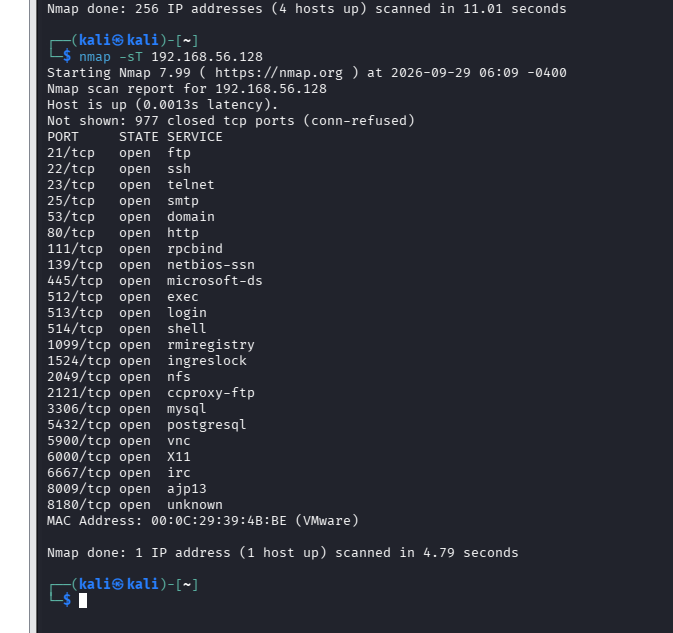 Nmap done: 256 IP addresses (4 hosts up) scanned in 11.01 seconds
┌──(kali㉿kali)-[~]
└─$ nmap -sT 192.168.56.128
Starting Nmap 7.99 ( https://nmap.org ) at 2026-09-29 06:09 -0400
Nmap scan report for 192.168.56.128
Host is up (0.0013s latency).
Not shown: 977 closed tcp ports (conn-refused)
PORT     STATE SERVICE
21/tcp   open  ftp
22/tcp   open  ssh
23/tcp   open  telnet
25/tcp   open  smtp
53/tcp   open  domain
80/tcp   open  http
111/tcp  open  rpcbind
139/tcp  open  netbios-ssn
445/tcp  open  microsoft-ds
512/tcp  open  exec
513/tcp  open  login
514/tcp  open  shell
1099/tcp open  rmiregistry
1524/tcp open  ingreslock
2049/tcp open  nfs
2121/tcp open  ccproxy-ftp
3306/tcp open  mysql
5432/tcp open  postgresql
5900/tcp open  vnc
6000/tcp open  X11
6667/tcp open  irc
8009/tcp open  ajp13
8180/tcp open  unknown
MAC Address: 00:0C:29:39:4B:BE (VMware)
Nmap done: 1 IP address (1 host up) scanned in 4.79 seconds
┌──(kali㉿kali)-[~]
└─$